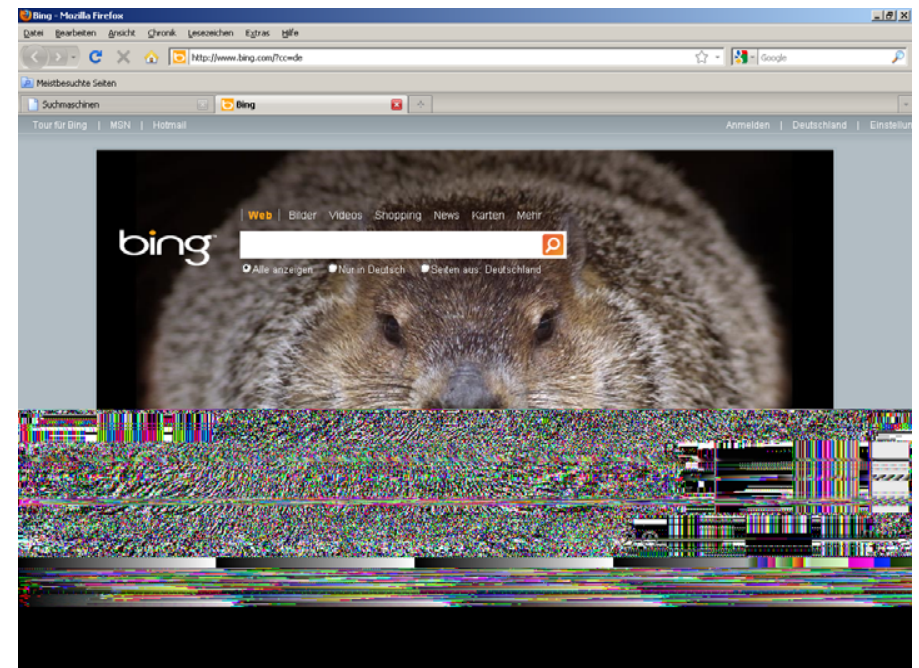 Bing - Mozilla Firefox
Datei Bearbeiten Ansicht Chronik Lesezeichen Extras Hilfe
http://www.bing.com/?cc=de Google
Meistbesuchte Seiten
Suchmaschinen Bing
Tour für Bing | MSN | Hotmail Anmelden | Deutschland | Einstellun
Web | Bilder Videos Shopping News Karten Mehr
bing
Alle anzeigen Nur in Deutsch Seiten aus: Deutschland